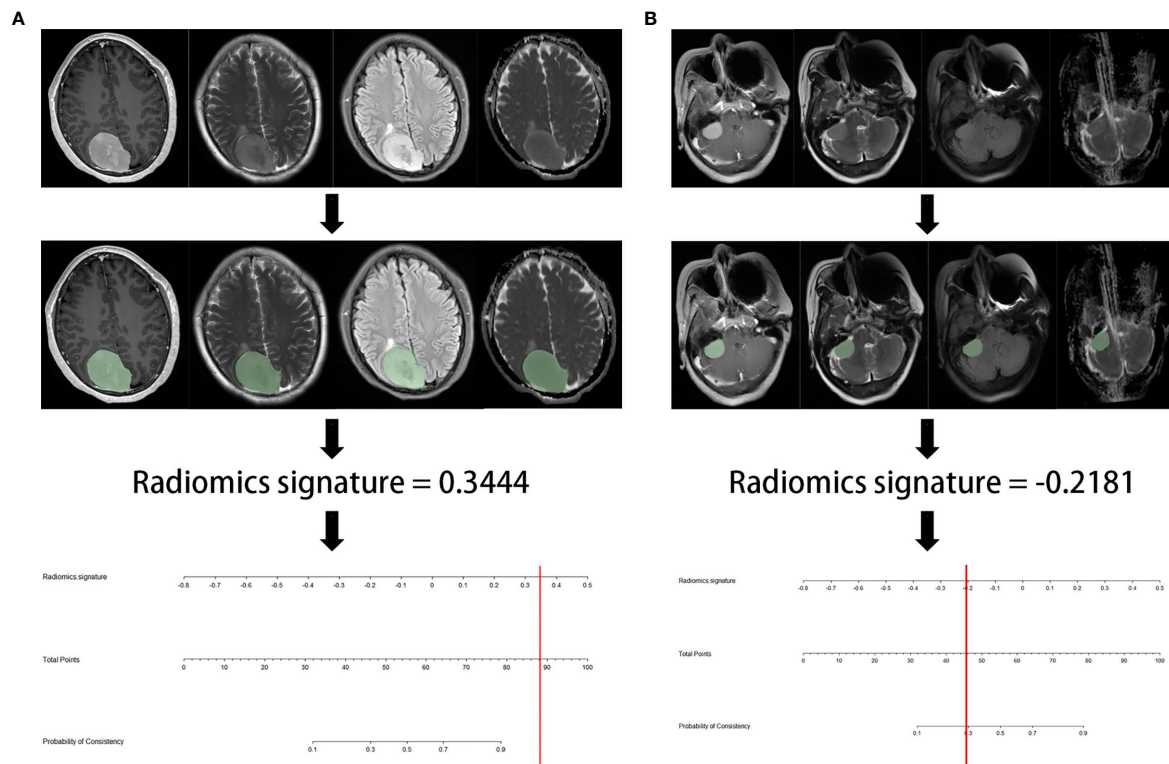 A
B
Radiomics signature = 0.3444
Radiomics signature = -0.2181
Radiomics.signature
-0.8 -0.7 -0.6 -0.5 -0.4 -0.3 -0.2 -0.1 0 0.1 0.2 0.3 0.4 0.5
Total Points
0 10 20 30 40 50 60 70 80 90 100
Probability of Consistency
0.1 0.3 0.5 0.7 0.9
Radiomics.signature
-0.8 -0.7 -0.6 -0.5 -0.4 -0.3 -0.2 -0.1 0 0.1 0.2 0.3 0.4 0.5
Total Points
0 10 20 30 40 50 60 70 80 90 100
Probability of Consistency
0.1 0.3 0.5 0.7 0.9